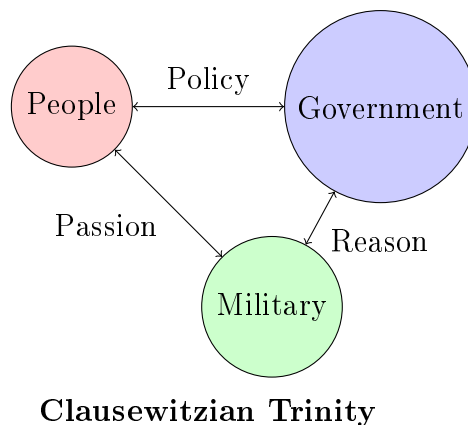 Policy
People
Government
Passion
Reason
Military
Clausewitzian Trinity